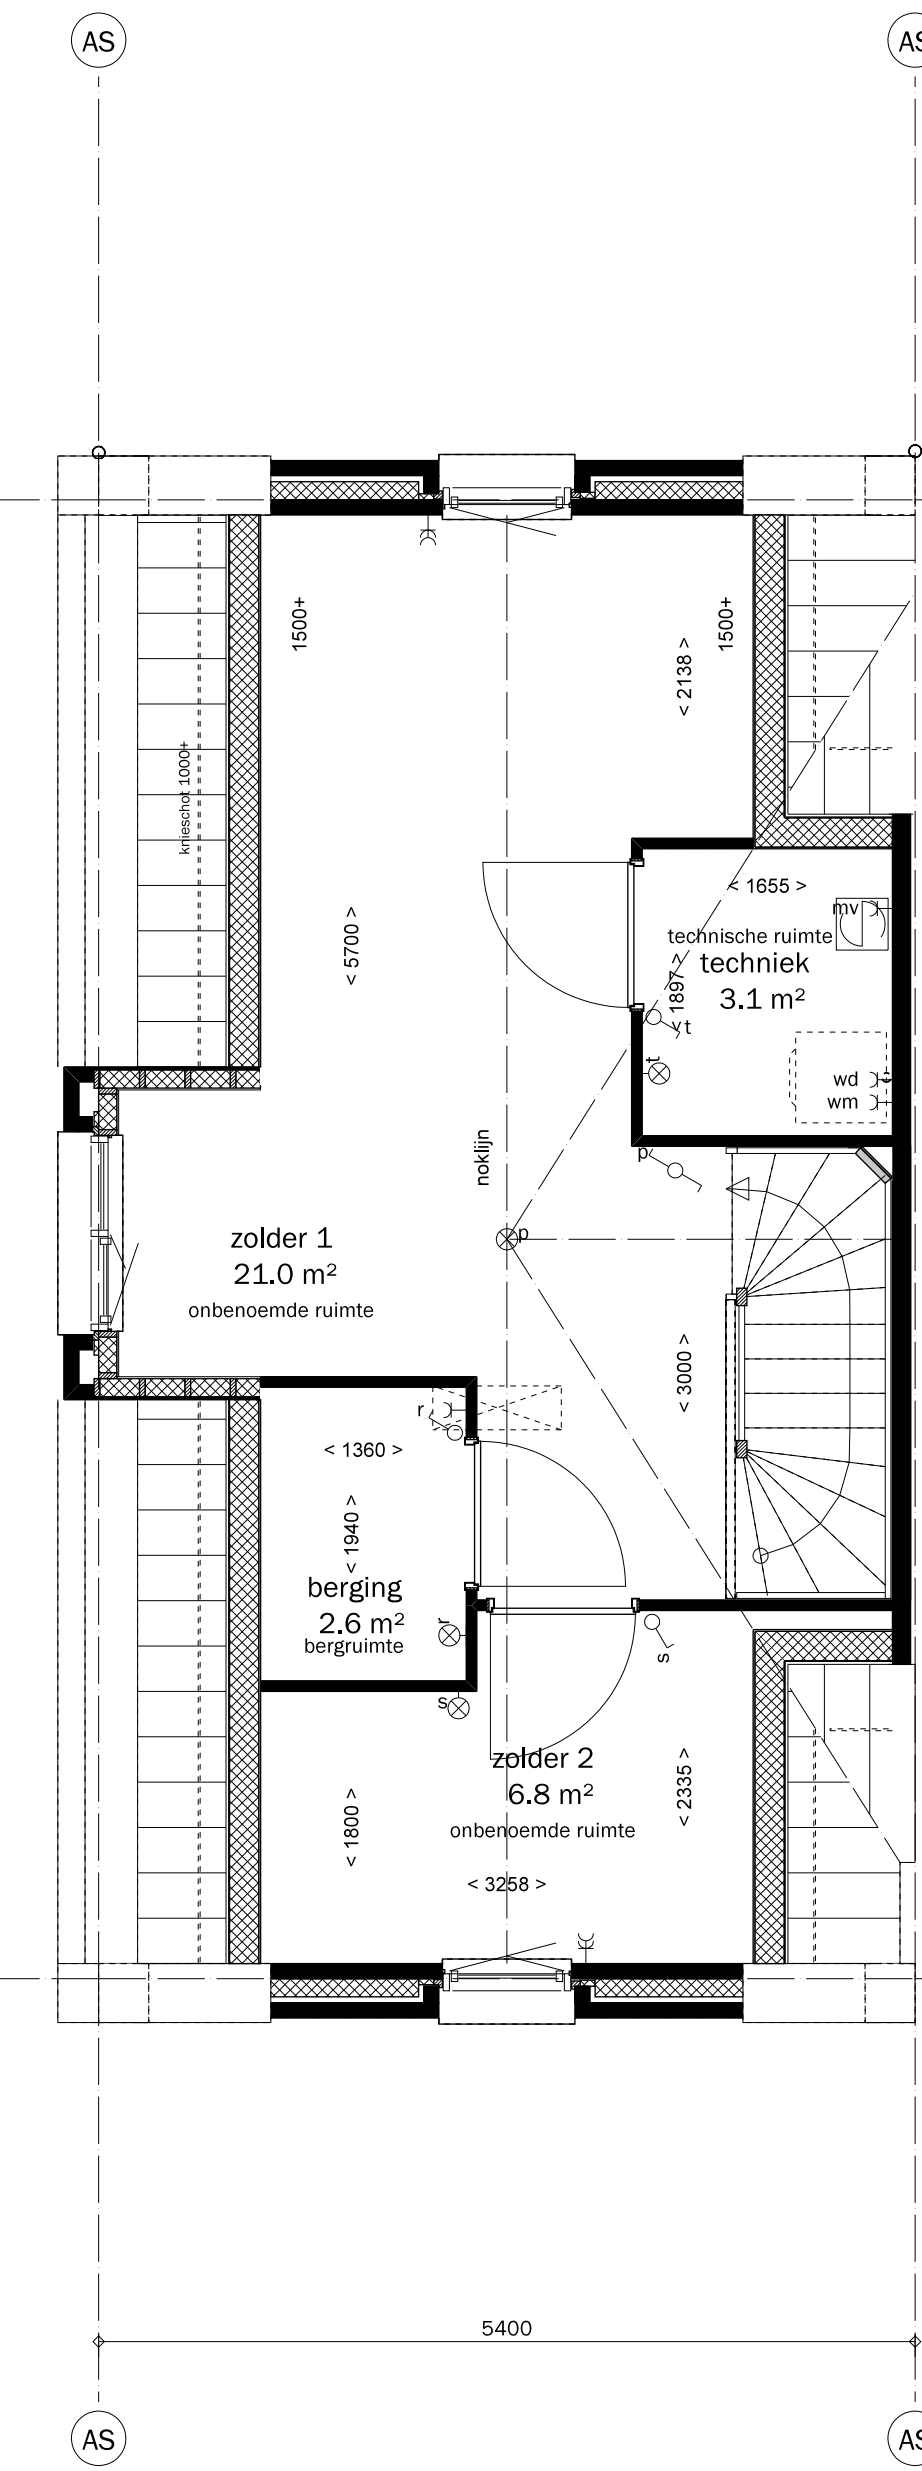 AS
AS
1500+
1500+
< 2138 >
knieschot 1000+
< 5700 >
< 1655 >
mv
technische ruimte
techniek
3.1 m²
< 1897 >
t
t
wd
wm
noklijn
p
p
zolder 1
21.0 m²
onbenoemde ruimte
< 3000 >
r
< 1360 >
< 1940 >
berging
2.6 m²
bergruimte
r
s
s
zolder 2
6.8 m²
onbenoemde ruimte
< 1800 >
< 2335 >
< 3258 >
5400
AS
AS